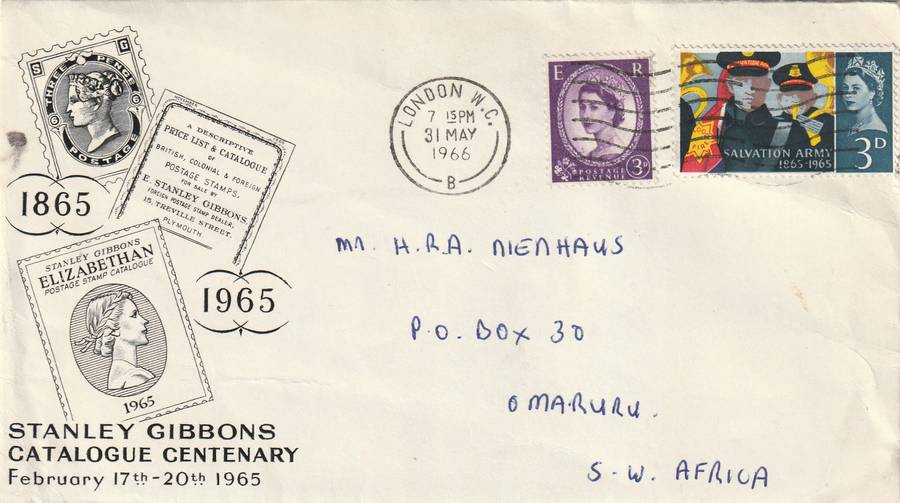 S G
THREE PENCE
POSTAGE
1865
A DESCRIPTIVE
PRICE LIST & CATALOGUE
OF
BRITISH, COLONIAL & FOREIGN
POSTAGE STAMPS,
FOR SALE BY
E. STANLEY GIBBONS,
FOREIGN POSTAGE STAMP DEALER,
15, TREVILLE STREET,
PLYMOUTH.
1965
STANLEY GIBBONS
ELIZABETHAN
POSTAGE STAMP CATALOGUE
1965
STANLEY GIBBONS
CATALOGUE CENTENARY
February 17th-20th 1965
LONDON W.C.
7 15PM
31 MAY
1966
B
E R
3D
POSTAGE
REVENUE
SALVATION ARMY
SALVATION ARMY
1865-1965
3D
Mr. H.R.A. NIENHAUS
P.O. BOX 30
OMARURU.
S-W. AFRICA